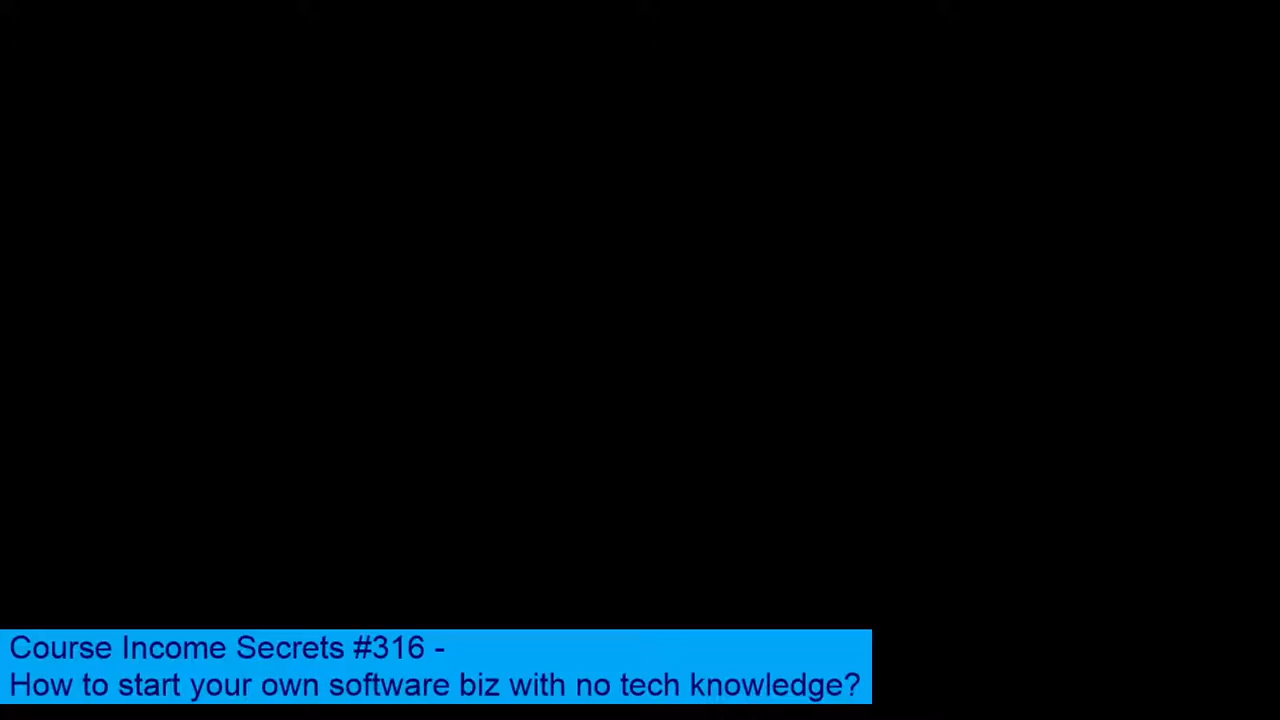 Course Income Secrets #316 -
How to start your own software biz with no tech knowledge?